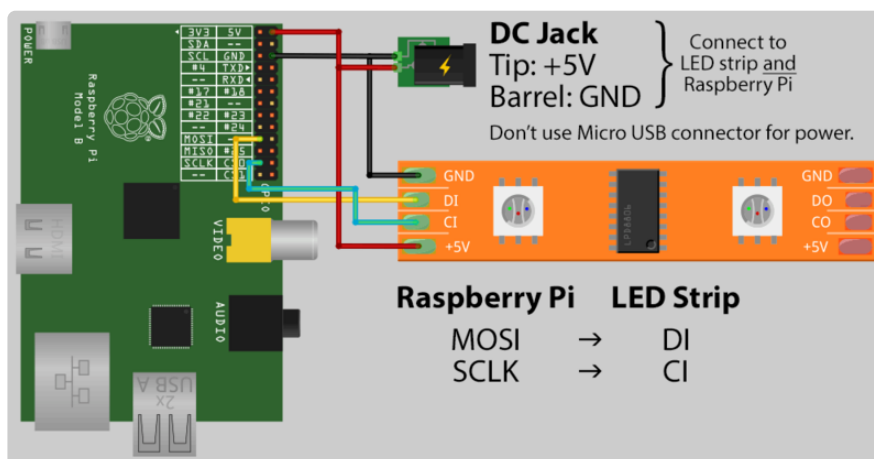 POWER
3V3 5V
SDA --
SCL GND
#4 TXD
-- RXD
#17 #18
#21 --
#22 #23
-- #24
MOSI --
MISO #25
SCLK CE0
-- CE1
GPIO
Raspberry Pi
Model B
HDMI
VIDEO
AUDIO
2x
USB A
DC Jack
Tip: +5V
Barrel: GND
Connect to
LED strip and
Raspberry Pi
Don't use Micro USB connector for power.
GND
DI
CI
+5V
LPD8806
GND
DO
CO
+5V
Raspberry Pi LED Strip
MOSI → DI
SCLK → CI